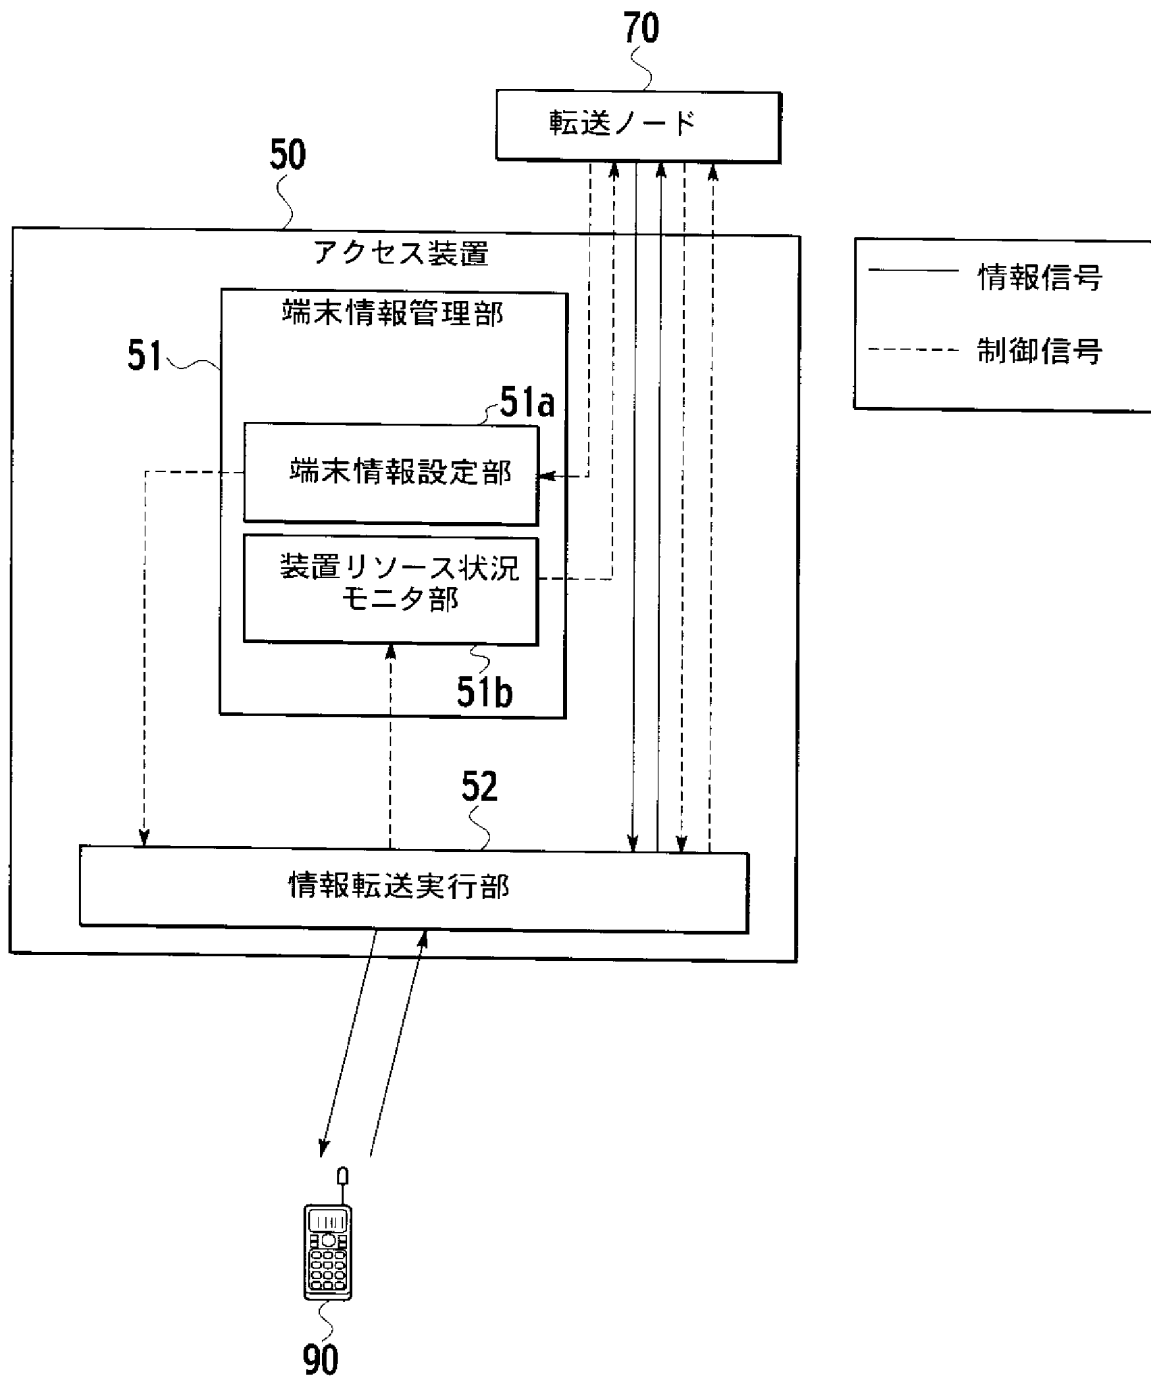 70
転送ノード
50
アクセス装置
情報信号
制御信号
端末情報管理部
51
51a
端末情報設定部
装置リソース状況
モニタ部
51b
52
情報転送実行部
90